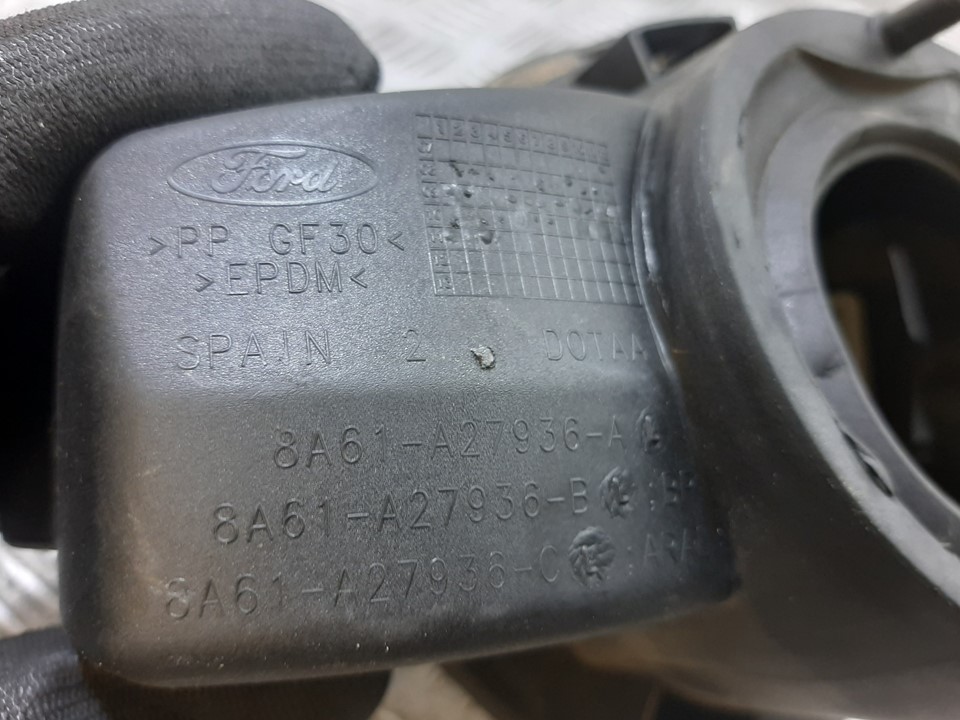 Ford
>PP GF30<
>EPDM<
SPAIN 2 DOTAA
8A61-A27936-A
8A61-A27936-B
8A61-A27936-C